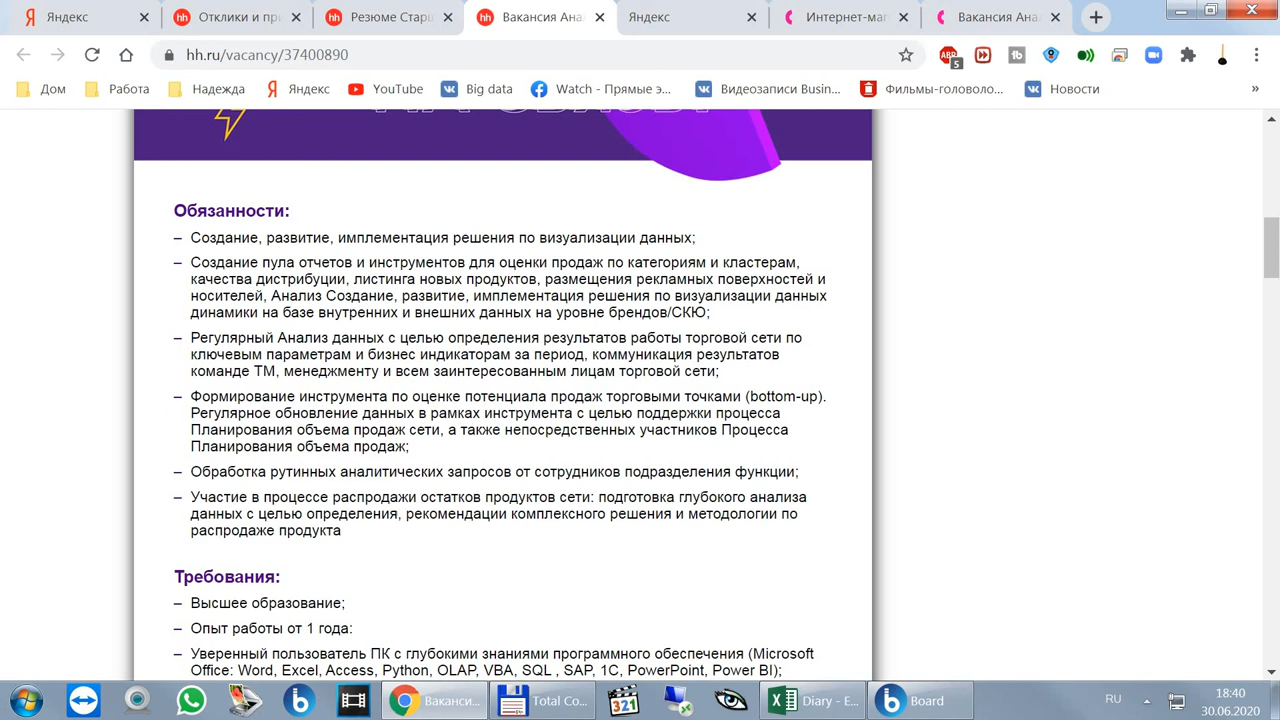 Яндекс
Отклики и при
Резюме Старш
Вакансия Ана
Яндекс
Интернет-маг
Вакансия Ана
hh.ru/vacancy/37400890
ABP
5
tb
Дом
Работа
Надежда
Яндекс
YouTube
Big data
Watch - Прямые э...
Видеозаписи Busin...
Фильмы-головоло...
Новости
»
Обязанности:
– Создание, развитие, имплементация решения по визуализации данных;
– Создание пула отчетов и инструментов для оценки продаж по категориям и кластерам,
качества дистрибуции, листинга новых продуктов, размещения рекламных поверхностей и
носителей, Анализ Создание, развитие, имплементация решения по визуализации данных
динамики на базе внутренних и внешних данных на уровне брендов/СКЮ;
– Регулярный Анализ данных с целью определения результатов работы торговой сети по
ключевым параметрам и бизнес индикаторам за период, коммуникация результатов
команде ТМ, менеджменту и всем заинтересованным лицам торговой сети;
– Формирование инструмента по оценке потенциала продаж торговыми точками (bottom-up).
Регулярное обновление данных в рамках инструмента с целью поддержки процесса
Планирования объема продаж сети, а также непосредственных участников Процесса
Планирования объема продаж;
– Обработка рутинных аналитических запросов от сотрудников подразделения функции;
– Участие в процессе распродажи остатков продуктов сети: подготовка глубокого анализа
данных с целью определения, рекомендации комплексного решения и методологии по
распродаже продукта
Требования:
– Высшее образование;
– Опыт работы от 1 года:
– Уверенный пользователь ПК с глубокими знаниями программного обеспечения (Microsoft
Office: Word, Excel, Access, Python, OLAP, VBA, SQL , SAP, 1C, PowerPoint, Power BI);
321
Ваканси...
Total Co...
Diary - E...
Board
RU
18:40
30.06.2020